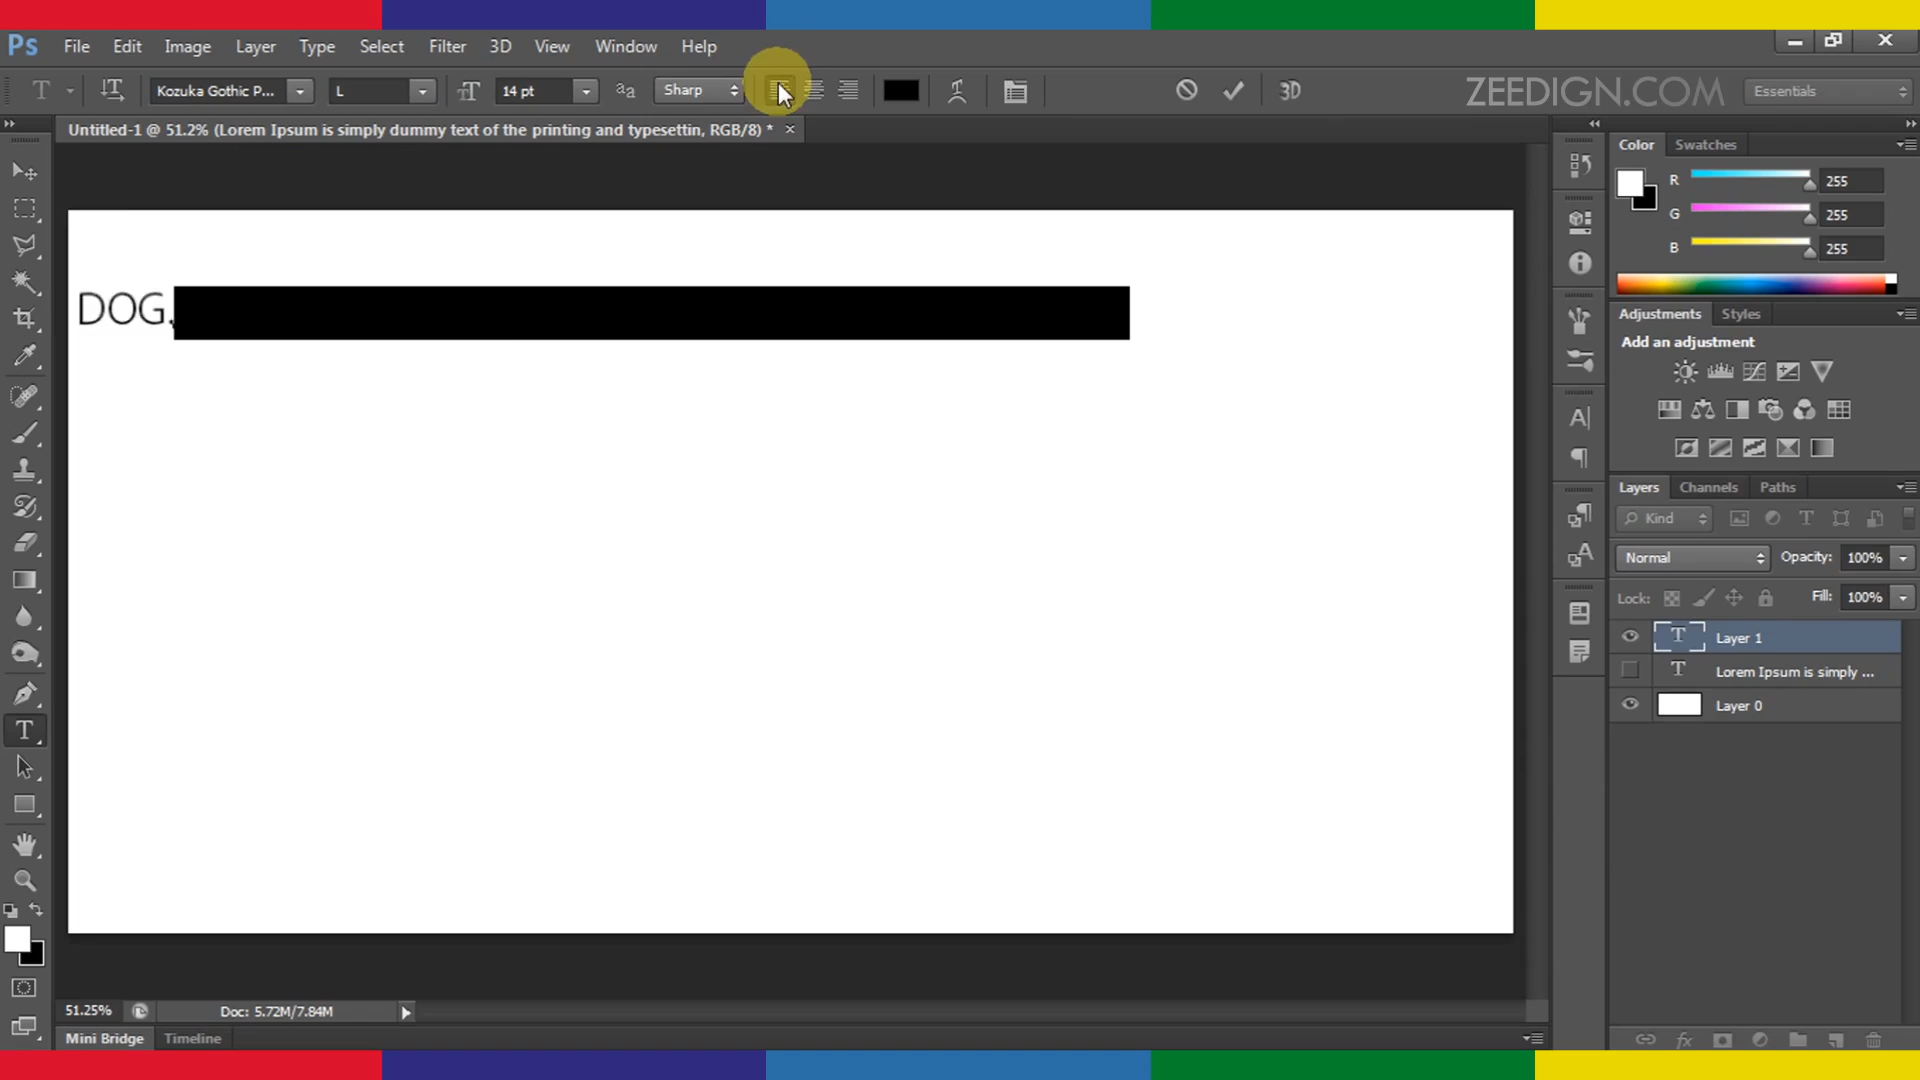 Ps File Edit Image Layer Type Select Filter 3D View Window Help
T T Kozuka Gothic P... L T 14 pt aa Sharp 3D ZEEDIGN.COM Essentials
Untitled-1 @ 51.2% (Lorem Ipsum is simply dummy text of the printing and typesettin, RGB/8) * ×
Color Swatches
R 255
G 255
B 255
DOG,
Adjustments Styles
Add an adjustment
Layers Channels Paths
Kind
Normal Opacity: 100%
Lock: Fill: 100%
T Layer 1
T Lorem Ipsum is simply ...
Layer 0
51.25% Doc: 5.72M/7.84M
Mini Bridge Timeline